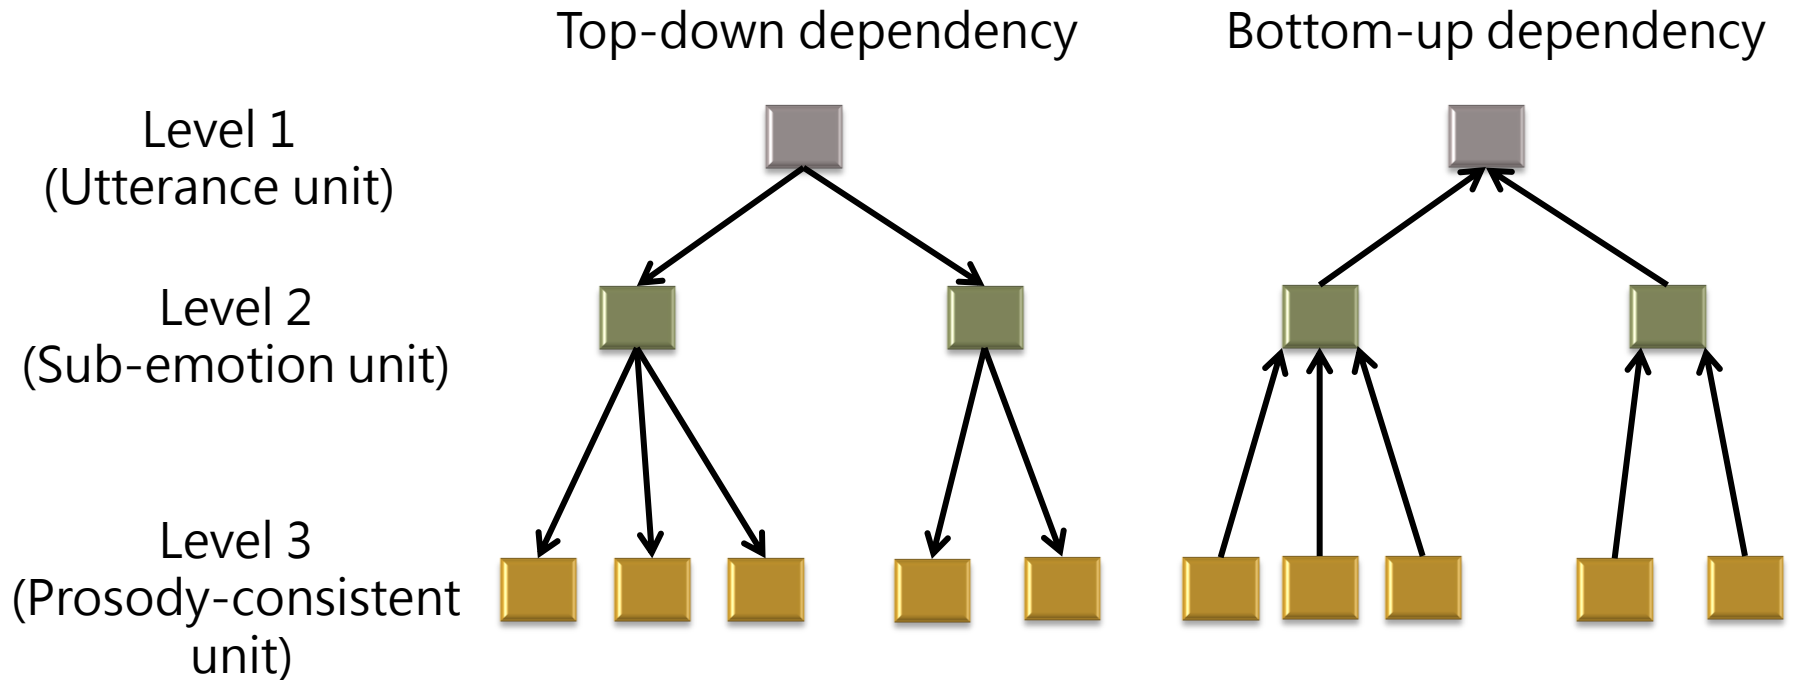 Top-down dependency
Bottom-up dependency
Level 1
(Utterance unit)
Level 2
(Sub-emotion unit)
Level 3
(Prosody-consistent
unit)